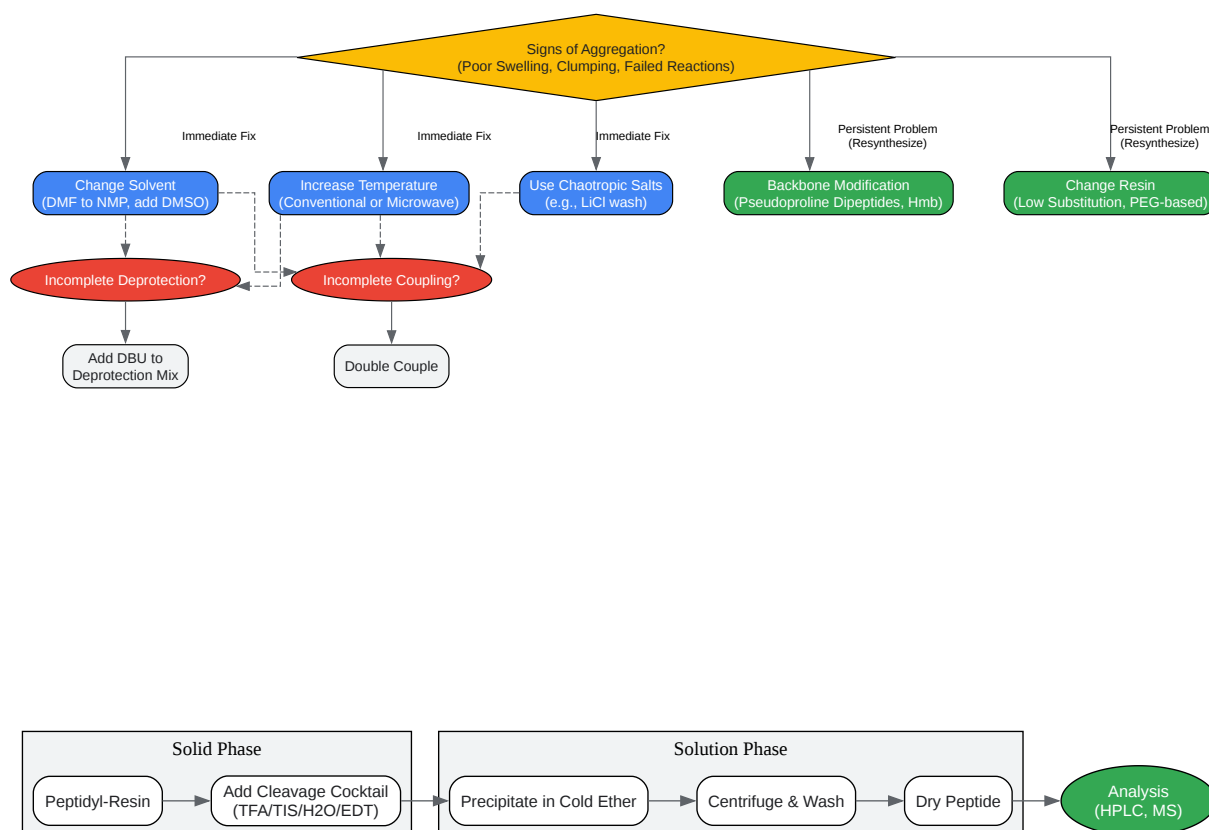 Signs of Aggregation?
(Poor Swelling, Clumping, Failed Reactions)
Immediate Fix
Immediate Fix
Immediate Fix
Persistent Problem
(Resynthesize)
Persistent Problem
(Resynthesize)
Change Solvent
(DMF to NMP, add DMSO)
Increase Temperature
(Conventional or Microwave)
Use Chaotropic Salts
(e.g., LiCl wash)
Backbone Modification
(Pseudoproline Dipeptides, Hmb)
Change Resin
(Low Substitution, PEG-based)
Incomplete Deprotection?
Incomplete Coupling?
Add DBU to
Deprotection Mix
Double Couple
Solid Phase
Solution Phase
Peptidyl-Resin
Add Cleavage Cocktail
(TFA/TIS/H2O/EDT)
Precipitate in Cold Ether
Centrifuge & Wash
Dry Peptide
Analysis
(HPLC, MS)